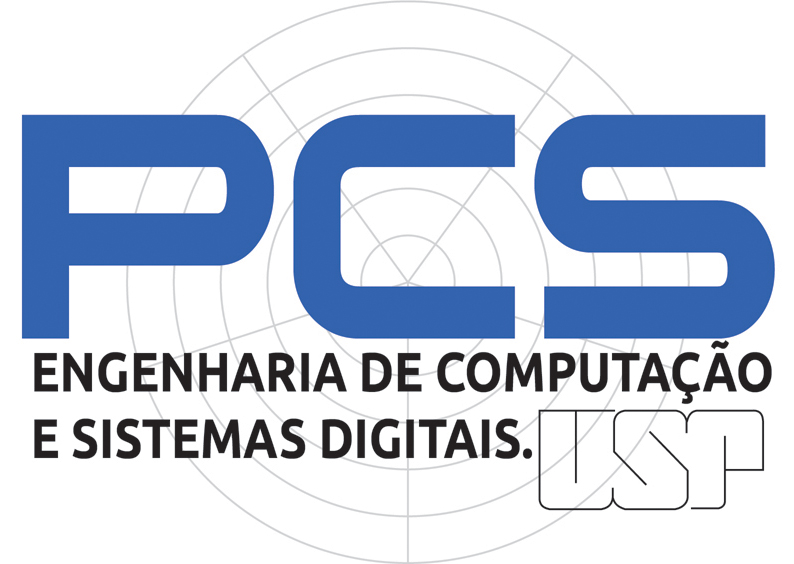 PCS
ENGENHARIA DE COMPUTAÇÃO
E SISTEMAS DIGITAIS.
USP